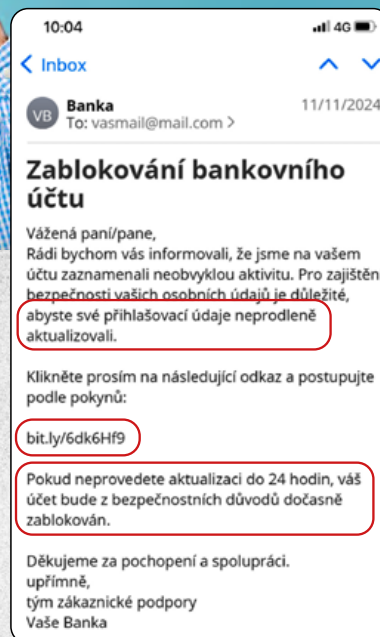 10:04
4G
Inbox
VB
Banka
11/11/2024
To: vasmail@mail.com >
Zablokování bankovního
účtu
Vážená paní/pane,
Rádi bychom vás informovali, že jsme na vašem
účtu zaznamenali neobvyklou aktivitu. Pro zajištěn
bezpečnosti vašich osobních údajů je důležité,
abyste své přihlašovací údaje neprodleně
aktualizovali.
Klikněte prosím na následující odkaz a postupujte
podle pokynů:
bit.ly/6dk6Hf9
Pokud neprovedete aktualizaci do 24 hodin, váš
účet bude z bezpečnostních důvodů dočasně
zablokován.
Děkujeme za pochopení a spolupráci.
upřímně,
tým zákaznické podpory
Vaše Banka